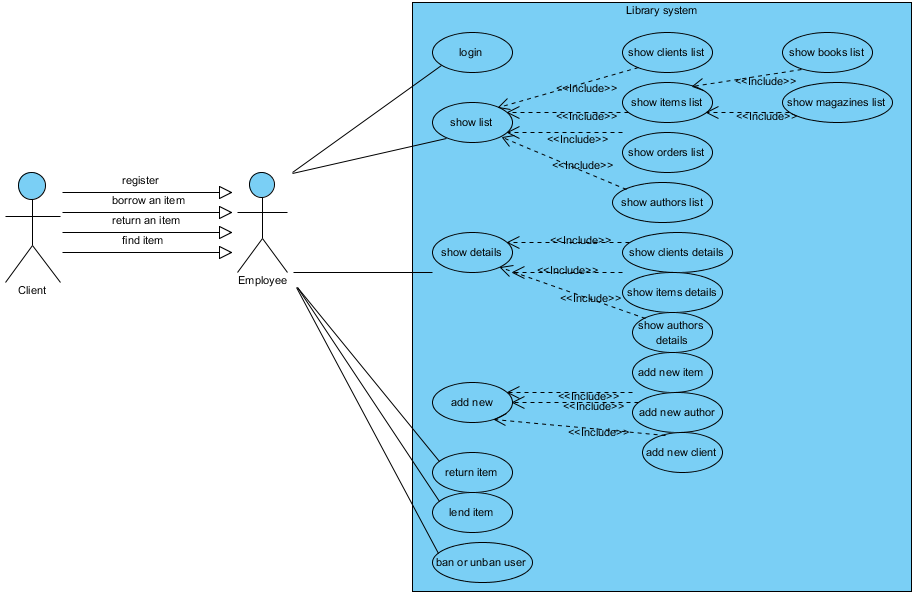 Library system
login
show clients list
show books list
<<Include>>
<<Include>>
show items list
show magazines list
show list
<<Include>>
<<Include>>
<<Include>>
show orders list
<<Include>>
show authors list
register
borrow an item
return an item
find item
Client
Employee
show details
<<Include>>
show clients details
<<Include>>
show items details
<<Include>>
show authors
details
add new item
add new
<<Include>>
<<Include>>
add new author
<<Include>>
add new client
return item
lend item
ban or unban user